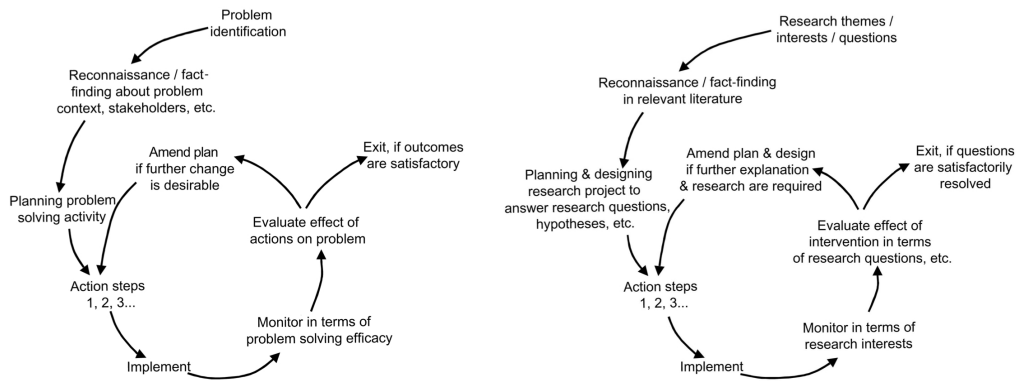 Problem
identification
Reconnaissance / fact-
finding about problem
context, stakeholders, etc.
Planning problem
solving activity
Amend plan
if further change
is desirable
Exit, if outcomes
are satisfactory
Evaluate effect of
actions on problem
Action steps
1, 2, 3...
Monitor in terms of
problem solving efficacy
Implement
Research themes /
interests / questions
Reconnaissance / fact-finding
in relevant literature
Planning & designing
research project to
answer research questions,
hypotheses, etc.
Amend plan & design
if further explanation
& research are required
Exit, if questions
are satisfactorily
resolved
Evaluate effect of
intervention in terms
of research questions, etc.
Action steps
1, 2, 3...
Monitor in terms of
research interests
Implement